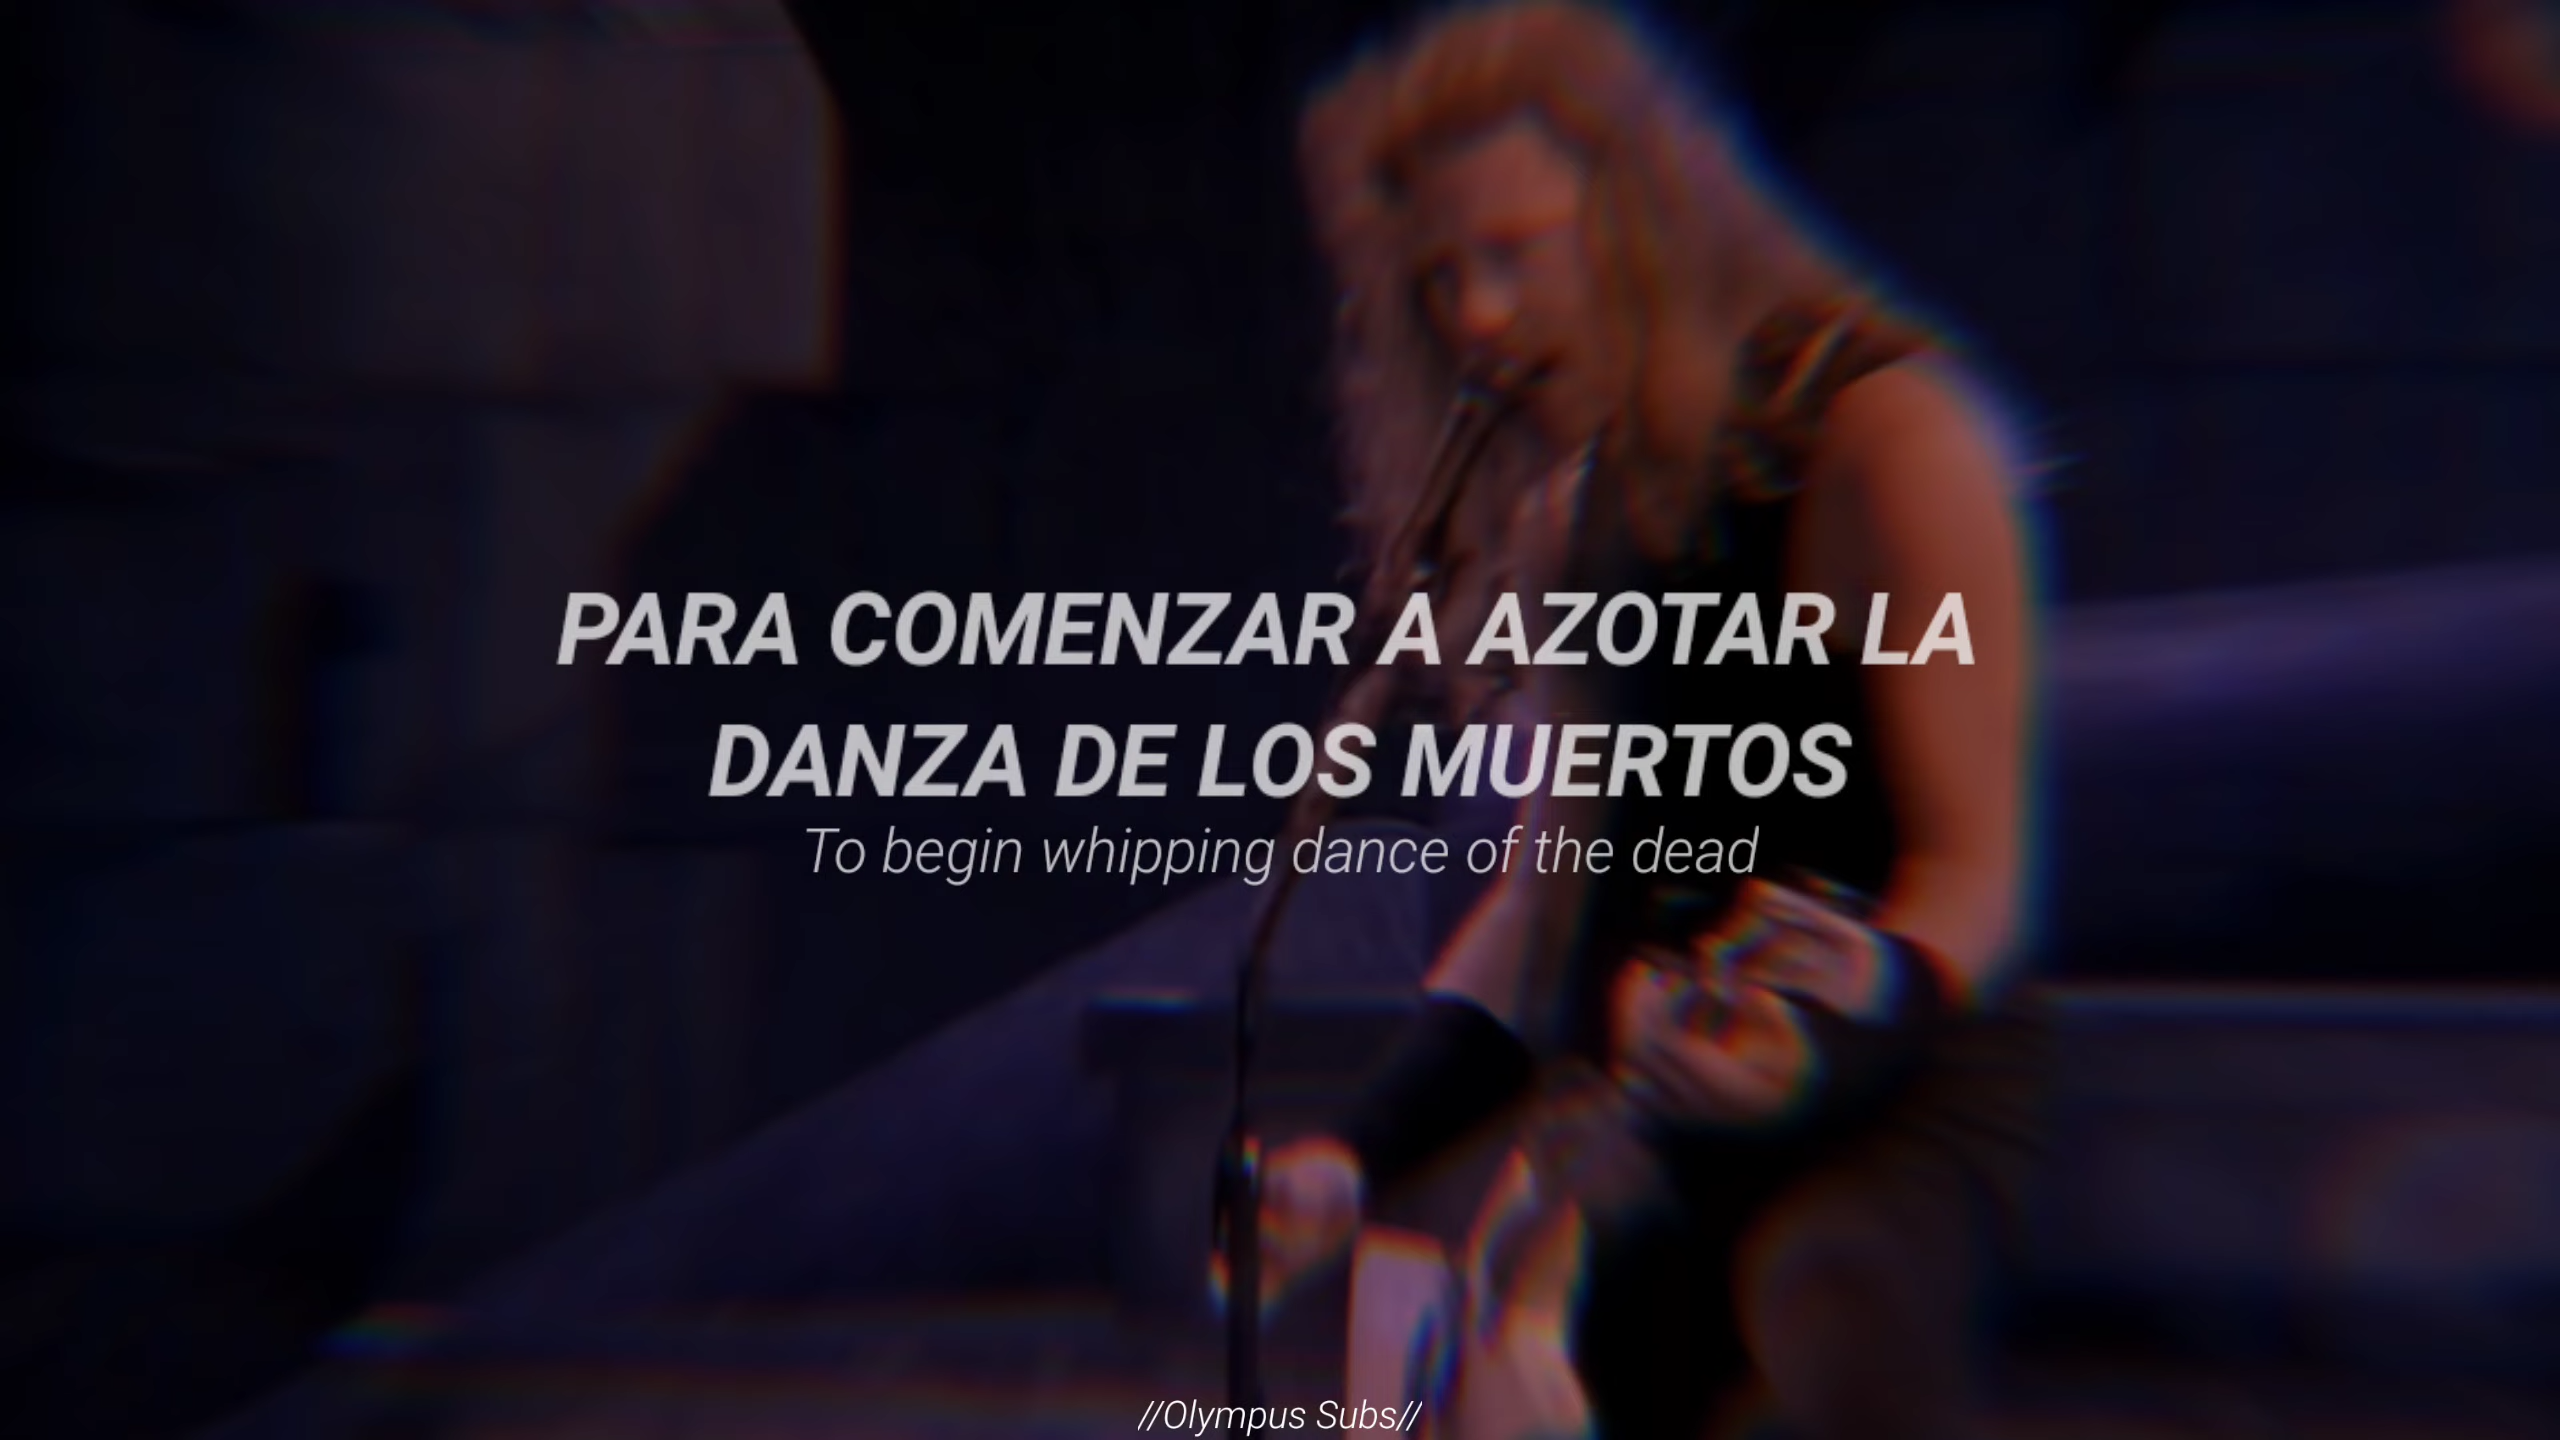 PARA COMENZAR A AZOTAR LA
DANZA DE LOS MUERTOS
To begin whipping dance of the dead
//Olympus Subs//